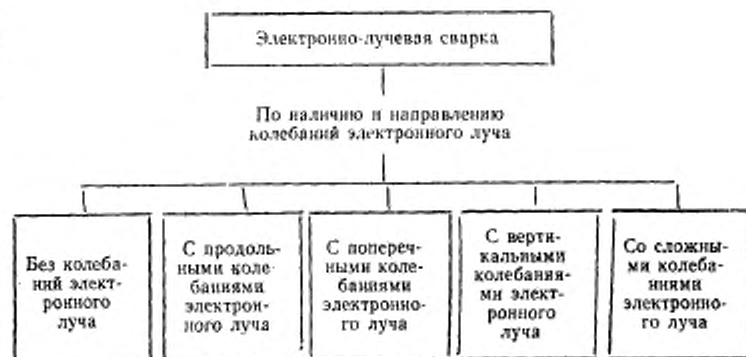 Электронно-лучевая сварка
По наличию и направлению
колебаний электронного луча
Без колеба-
ний элект-
ронного
луча
С продоль-
ными коле-
баниями
электрон-
ного луча
С попереч-
ными коле-
баниями
электронно-
го луча
С верти-
кальными
колебания-
ми элект-
ронного
луча
Со сложны-
ми колеба-
ниями
электронно-
го луча